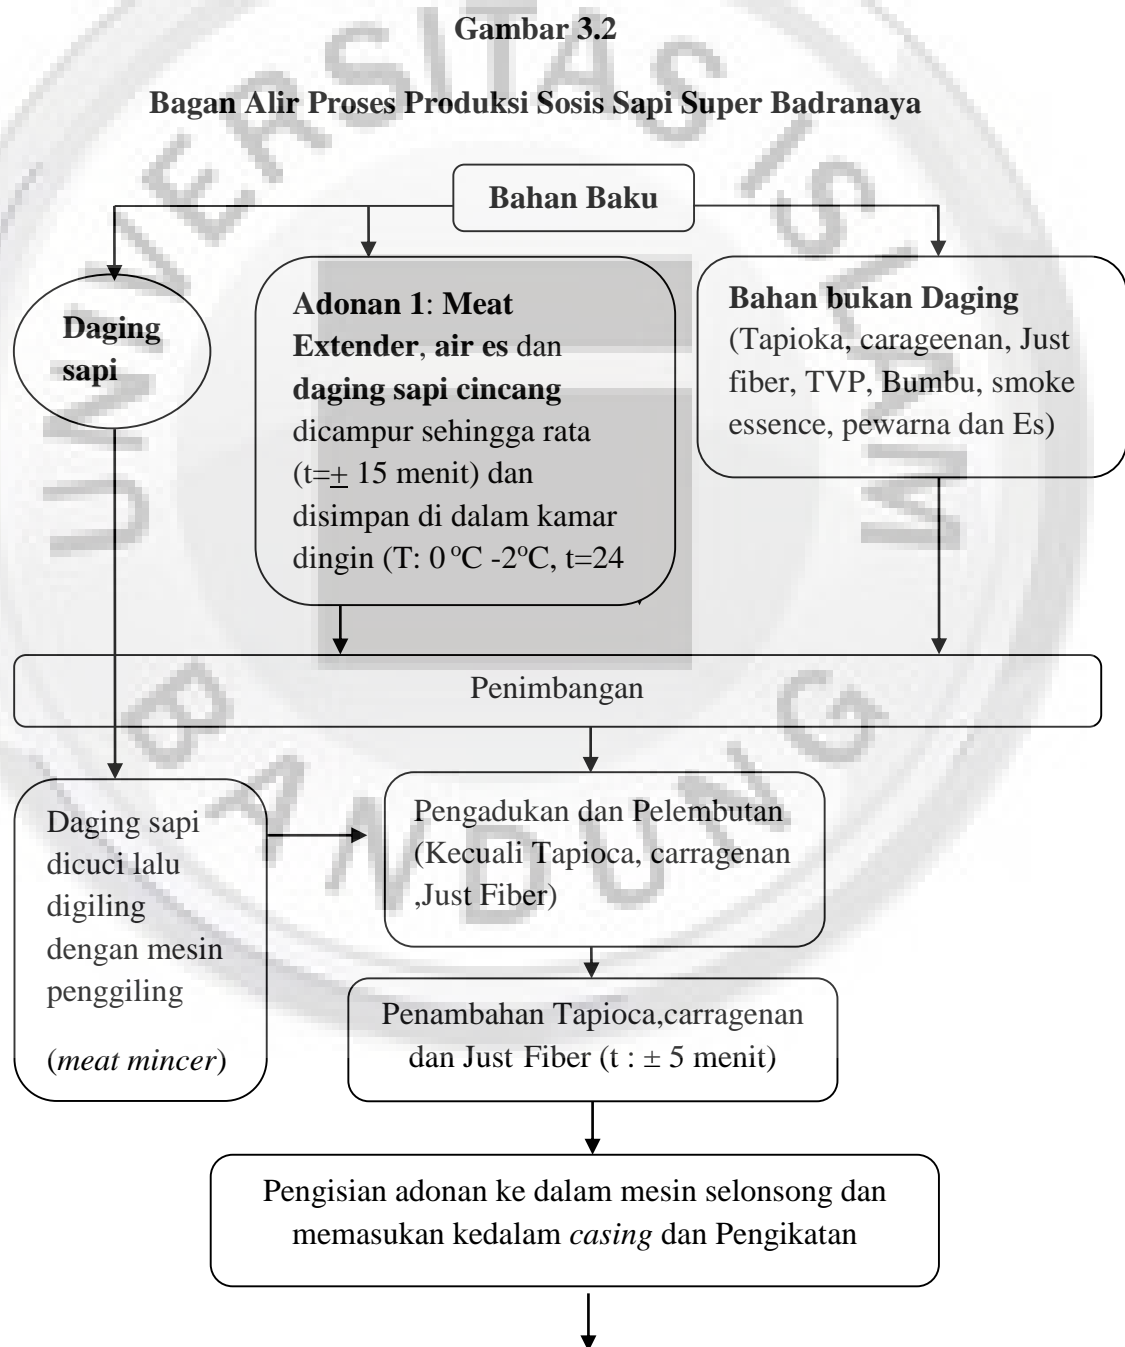 Gambar 3.2
Bagan Alir Proses Produksi Sosis Sapi Super Badranaya
Bahan Baku
Daging
sapi
Adonan 1: Meat
Extender, air es dan
daging sapi cincang
dicampur sehingga rata
(t=± 15 menit) dan
disimpan di dalam kamar
dingin (T: 0 °C -2°C, t=24
Bahan bukan Daging
(Tapioka, carageenan, Just
fiber, TVP, Bumbu, smoke
essence, pewarna dan Es)
Penimbangan
Daging sapi
dicuci lalu
digiling
dengan mesin
penggiling
(meat mincer)
Pengadukan dan Pelembutan
(Kecuali Tapioca, carragenan
,Just Fiber)
Penambahan Tapioca,carragenan
dan Just Fiber (t : ± 5 menit)
Pengisian adonan ke dalam mesin selonsong dan
memasukan kedalam casing dan Pengikatan
UNIVERSITAS ISLAM
BANDUNG